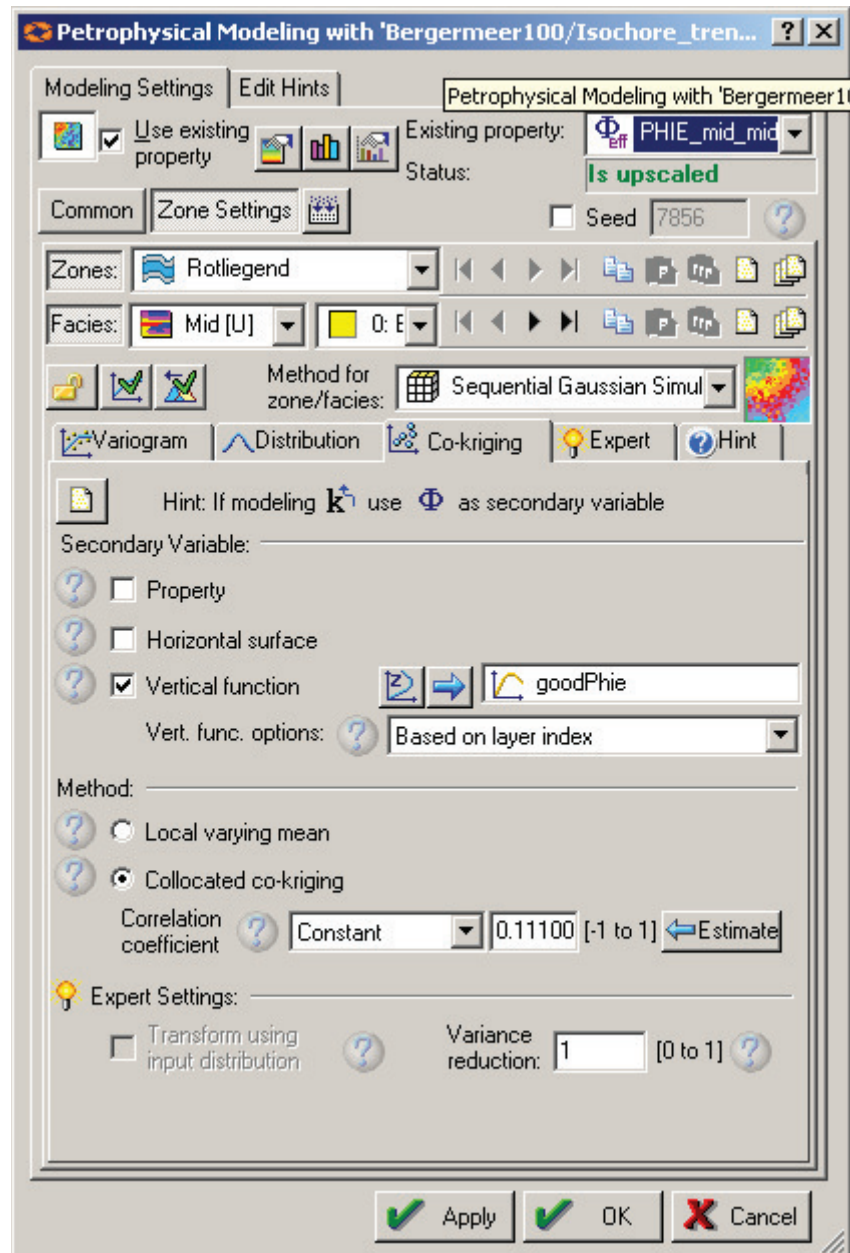 Petrophysical Modeling with 'Bergermeer100/Isochore_tren...
Modeling Settings
Edit Hints
Petrophysical Modeling with 'Bergermeer1
Use existing property
Existing property:
Φeff PHIE_mid_mid
Status:
Is upscaled
Common
Zone Settings
Seed
7856
Zones:
Rotliegend
Facies:
Mid [U]
0: E
Method for zone/facies:
Sequential Gaussian Simul
Variogram
Distribution
Co-kriging
Expert
Hint
Hint: If modeling k use Φ as secondary variable
Secondary Variable:
Property
Horizontal surface
Vertical function
goodPhie
Vert. func. options:
Based on layer index
Method:
Local varying mean
Collocated co-kriging
Correlation coefficient
Constant
0.11100
[-1 to 1]
Estimate
Expert Settings:
Transform using input distribution
Variance reduction:
1
[0 to 1]
Apply
OK
Cancel